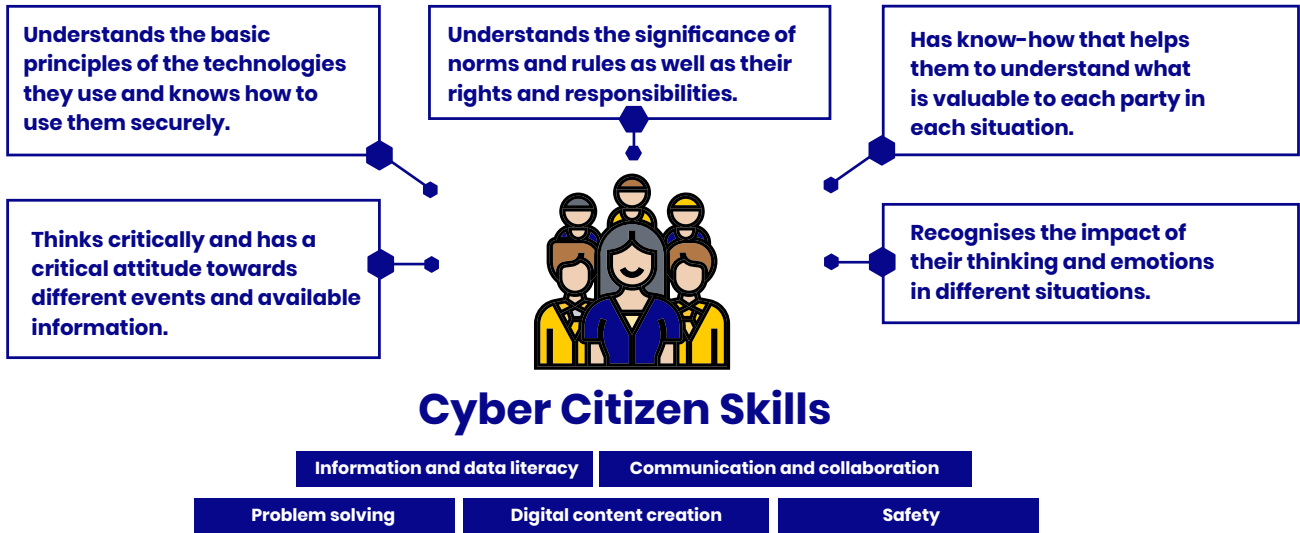 Understands the basic
principles of the technologies
they use and knows how to
use them securely.
Understands the significance of
norms and rules as well as their
rights and responsibilities.
Has know-how that helps
them to understand what
is valuable to each party in
each situation.
Thinks critically and has a
critical attitude towards
different events and available
information.
Recognises the impact of
their thinking and emotions
in different situations.
Cyber Citizen Skills
Information and data literacy
Communication and collaboration
Problem solving
Digital content creation
Safety